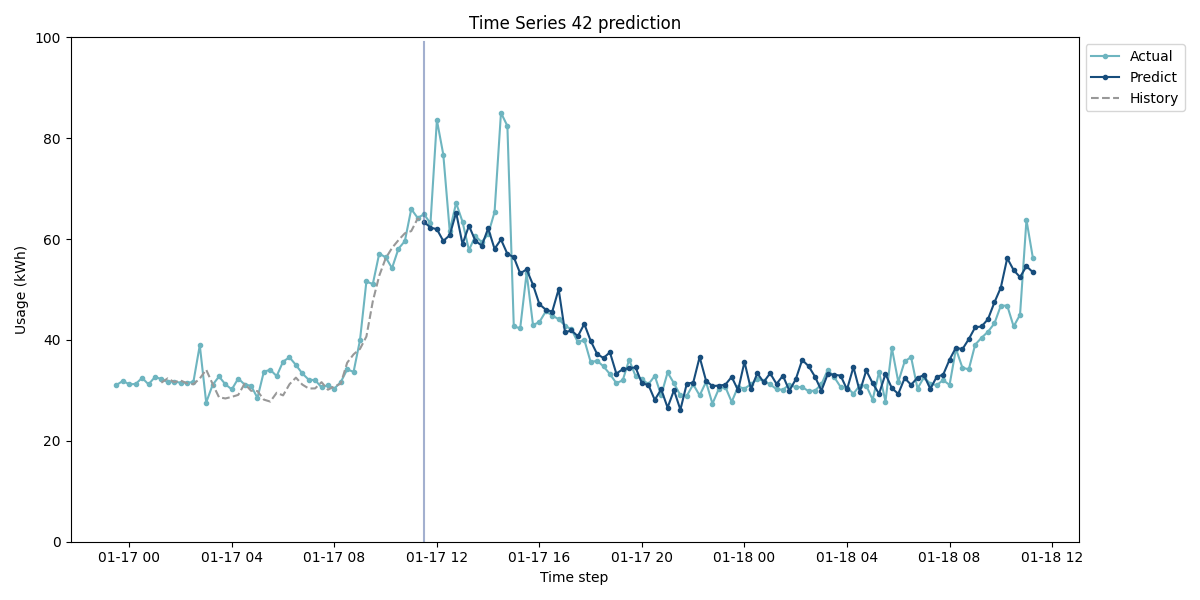 Time Series 42 prediction
Usage (kWh)
100
80
60
40
20
0
01-17 00
01-17 04
01-17 08
01-17 12
01-17 16
01-17 20
01-18 00
01-18 04
01-18 08
01-18 12
Time step
Actual
Predict
History